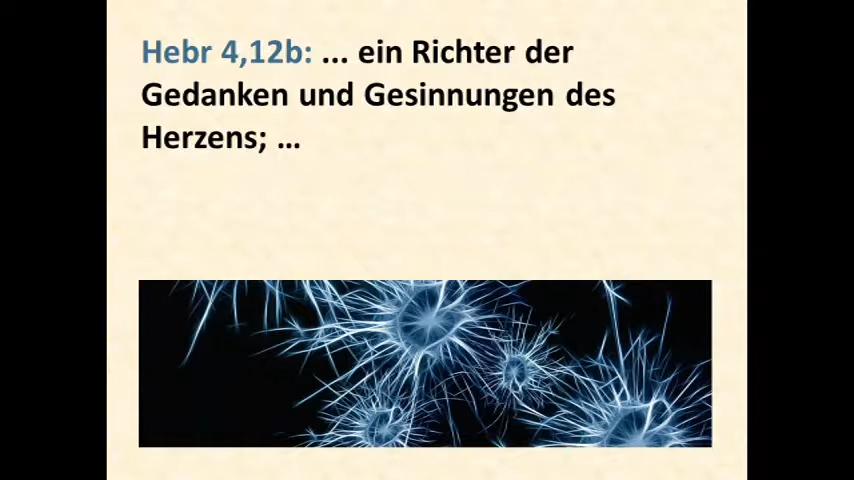 Hebr 4,12b: ... ein Richter der
Gedanken und Gesinnungen des
Herzens; ...